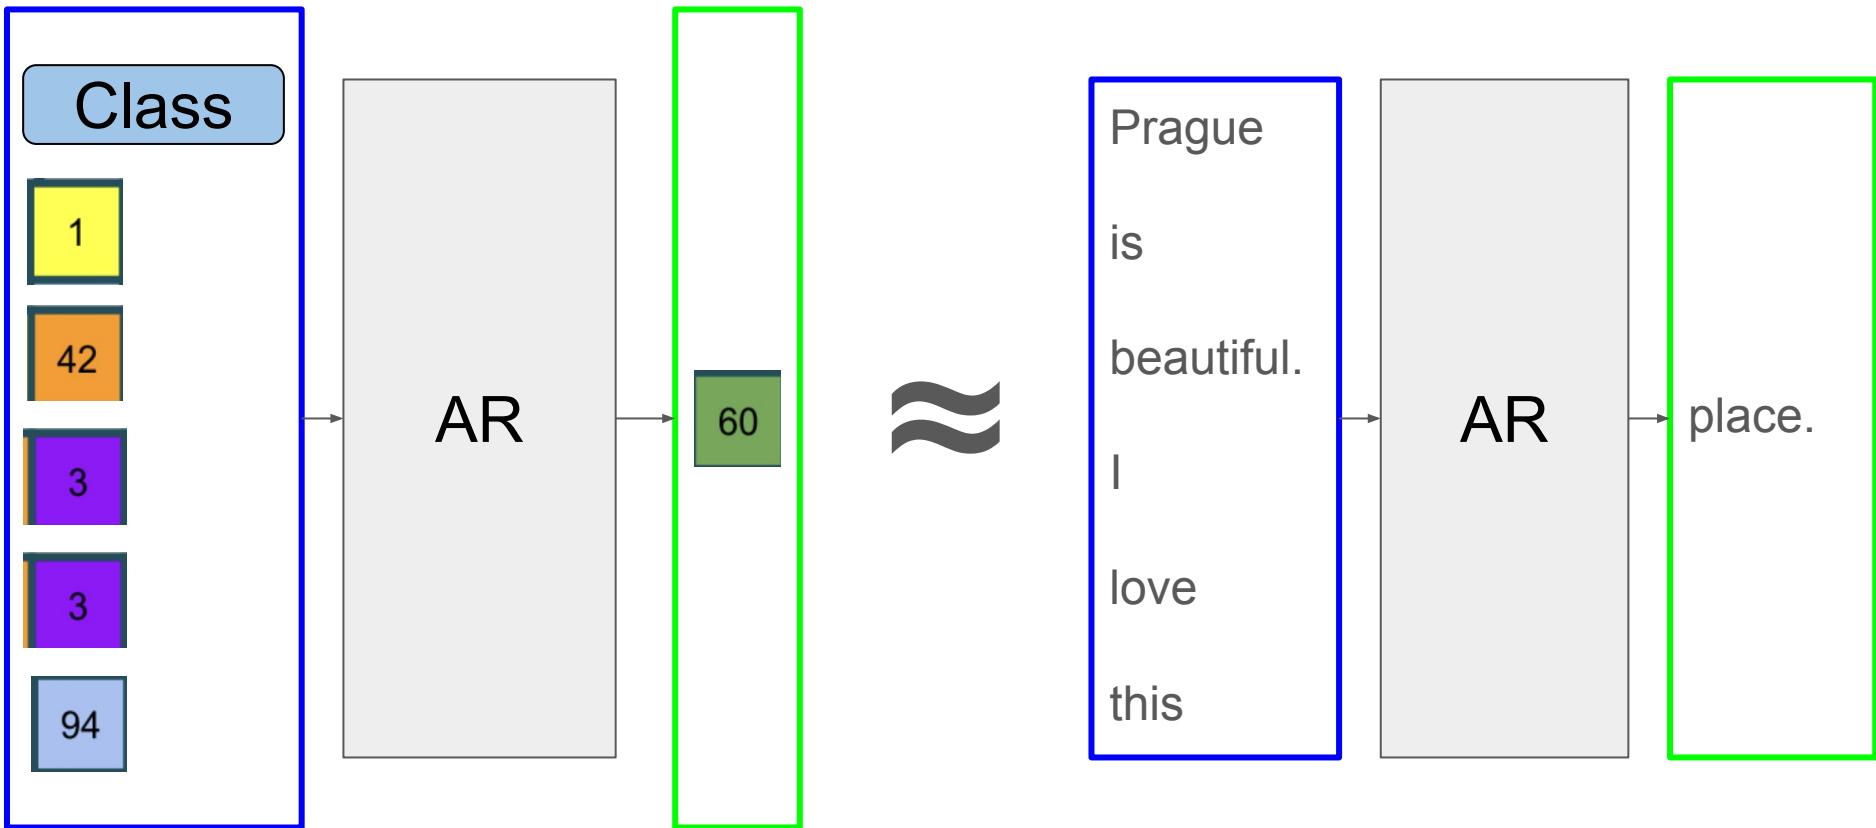 Class
1
42
3
3
94
AR
60
≈
Prague
is
beautiful.
I
love
this
AR
place.